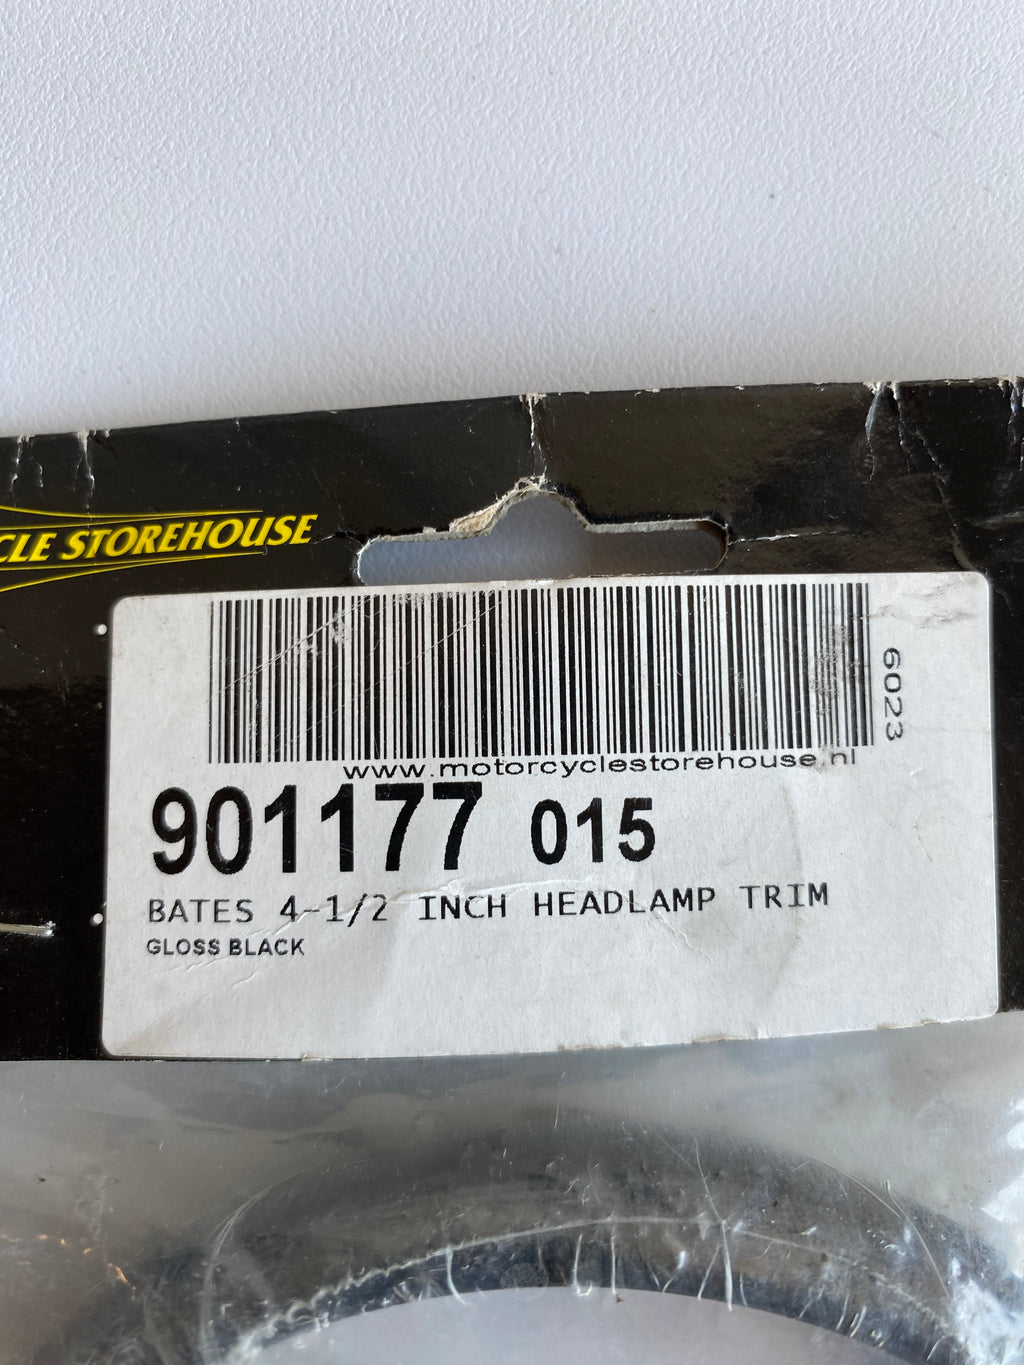 CLE STOREHOUSE
6023
www.motorcyclestorehouse.nl
901177 015
BATES 4-1/2 INCH HEADLAMP TRIM
GLOSS BLACK